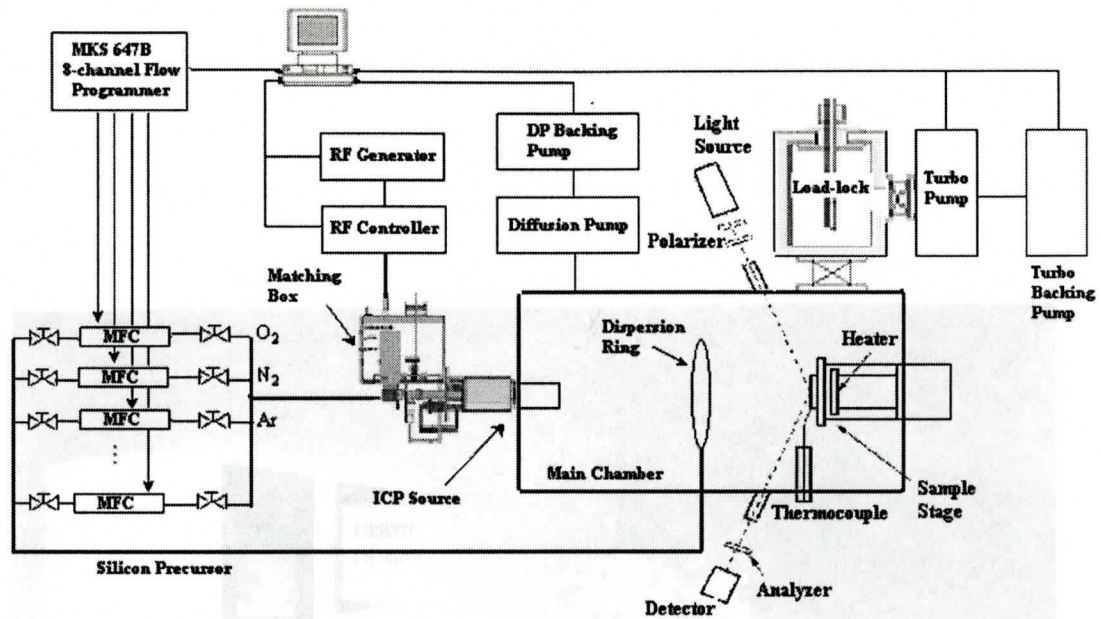 MKS 647B
8-channel Flow
Programmer
RF Generator
RF Controller
DP Backing
Pump
Diffusion Pump
Light
Source
Polarizer
Load-lock
Turbo
Pump
Turbo
Backing
Pump
Matching
Box
MFC
O2
MFC
N2
MFC
Ar
MFC
ICP Source
Dispersion
Ring
Heater
Main Chamber
Thermocouple
Sample
Stage
Silicon Precursor
Analyzer
Detector